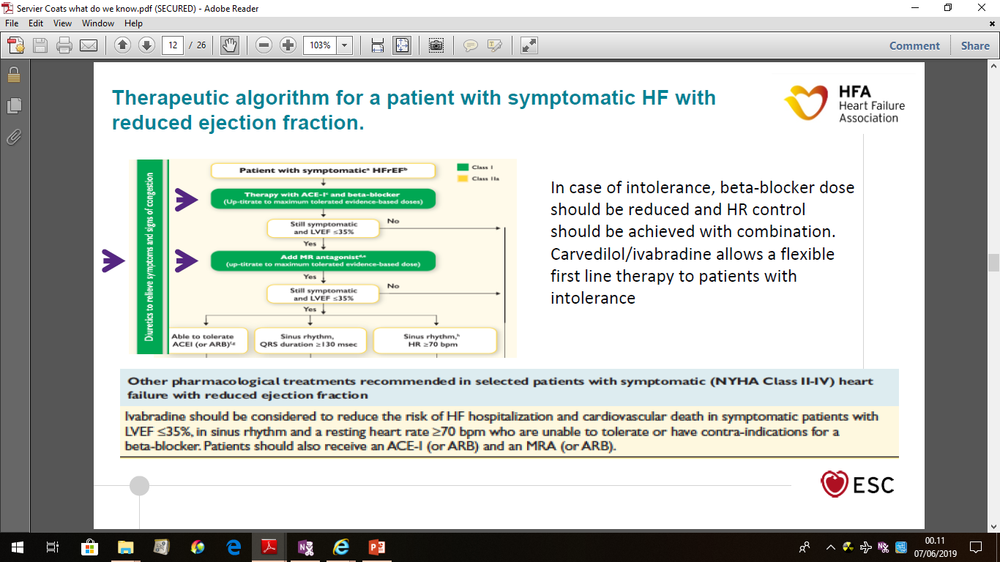 Servier Coats what do we know.pdf (SECURED) - Adobe Reader
File Edit View Window Help
12 / 26 103% Comment Share
Therapeutic algorithm for a patient with symptomatic HF with
reduced ejection fraction.
HFA
Heart Failure
Association
Diuretics to relieve symptoms and signs of congestion
Patient with symptomaticᵃ HFrEFᵇ
Class I
Class IIa
Therapy with ACE-Iᶜ and beta-blocker
(Up-titrate to maximum tolerated evidence-based doses)
Still symptomatic
and LVEF ≤35%
No
Yes
Add MR antagonistᵈ,ᵉ
(up-titrate to maximum tolerated evidence-based dose)
Yes
Still symptomatic
and LVEF ≤35%
No
Yes
Able to tolerate
ACEI (or ARB)ᶠ,ᵍ
Sinus rhythm,
QRS duration ≥130 msec
Sinus rhythm,ʰ
HR ≥70 bpm
In case of intolerance, beta-blocker dose
should be reduced and HR control
should be achieved with combination.
Carvedilol/ivabradine allows a flexible
first line therapy to patients with
intolerance
Other pharmacological treatments recommended in selected patients with symptomatic (NYHA Class II-IV) heart
failure with reduced ejection fraction
Ivabradine should be considered to reduce the risk of HF hospitalization and cardiovascular death in symptomatic patients with
LVEF ≤35%, in sinus rhythm and a resting heart rate ≥70 bpm who are unable to tolerate or have contra-indications for a
beta-blocker. Patients should also receive an ACE-I (or ARB) and an MRA (or ARB).
ESC
00.11
07/06/2019